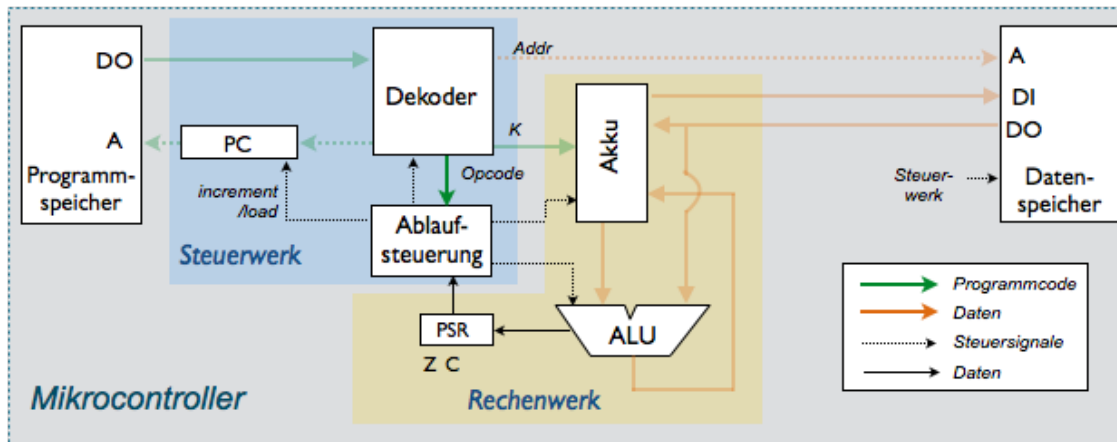 DO
A
Programm-
speicher
PC
increment
/load
Steuerwerk
Dekoder
Opcode
Ablauf-
steuerung
PSR
Z C
K
Addr
Akku
ALU
Rechenwerk
A
DI
DO
Steuer-
werk
Daten-
speicher
Programmcode
Daten
Steuersignale
Daten
Mikrocontroller